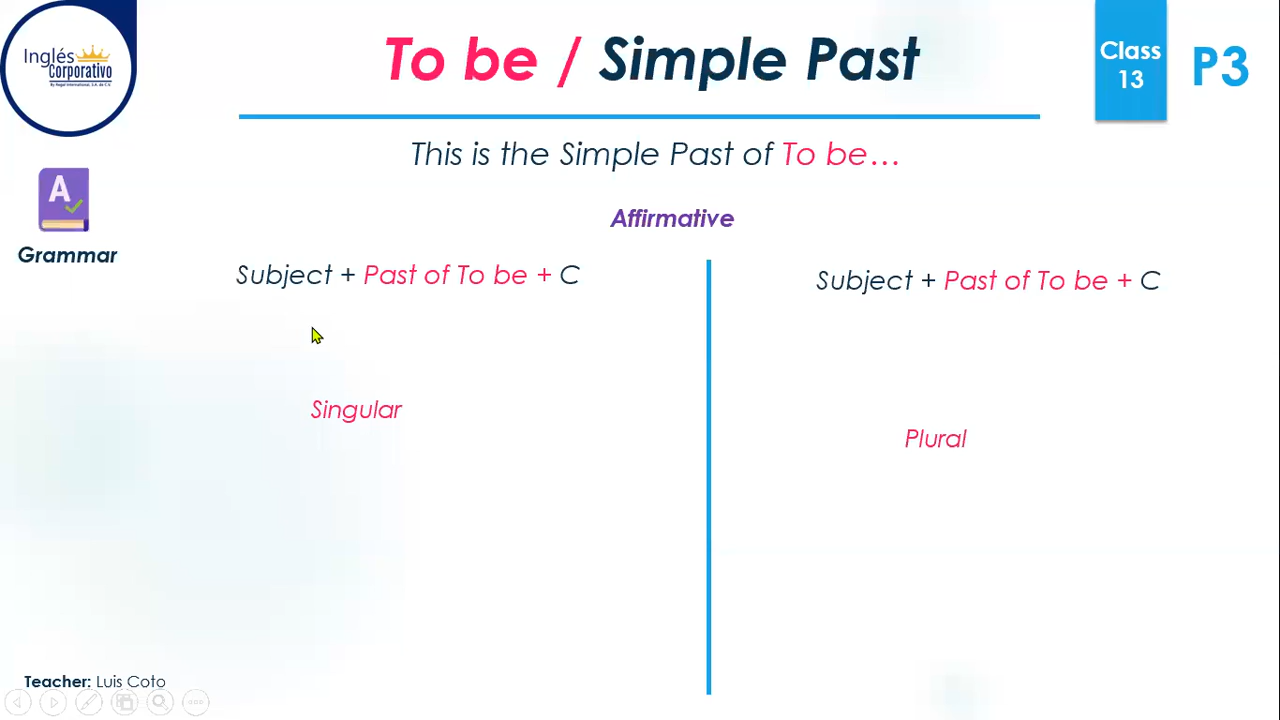 Inglés
Corporativo
To be / Simple Past
Class
13
P3
This is the Simple Past of To be...
A
Grammar
Affirmative
Subject + Past of To be + C
Subject + Past of To be + C
Singular
Plural
Teacher: Luis Coto